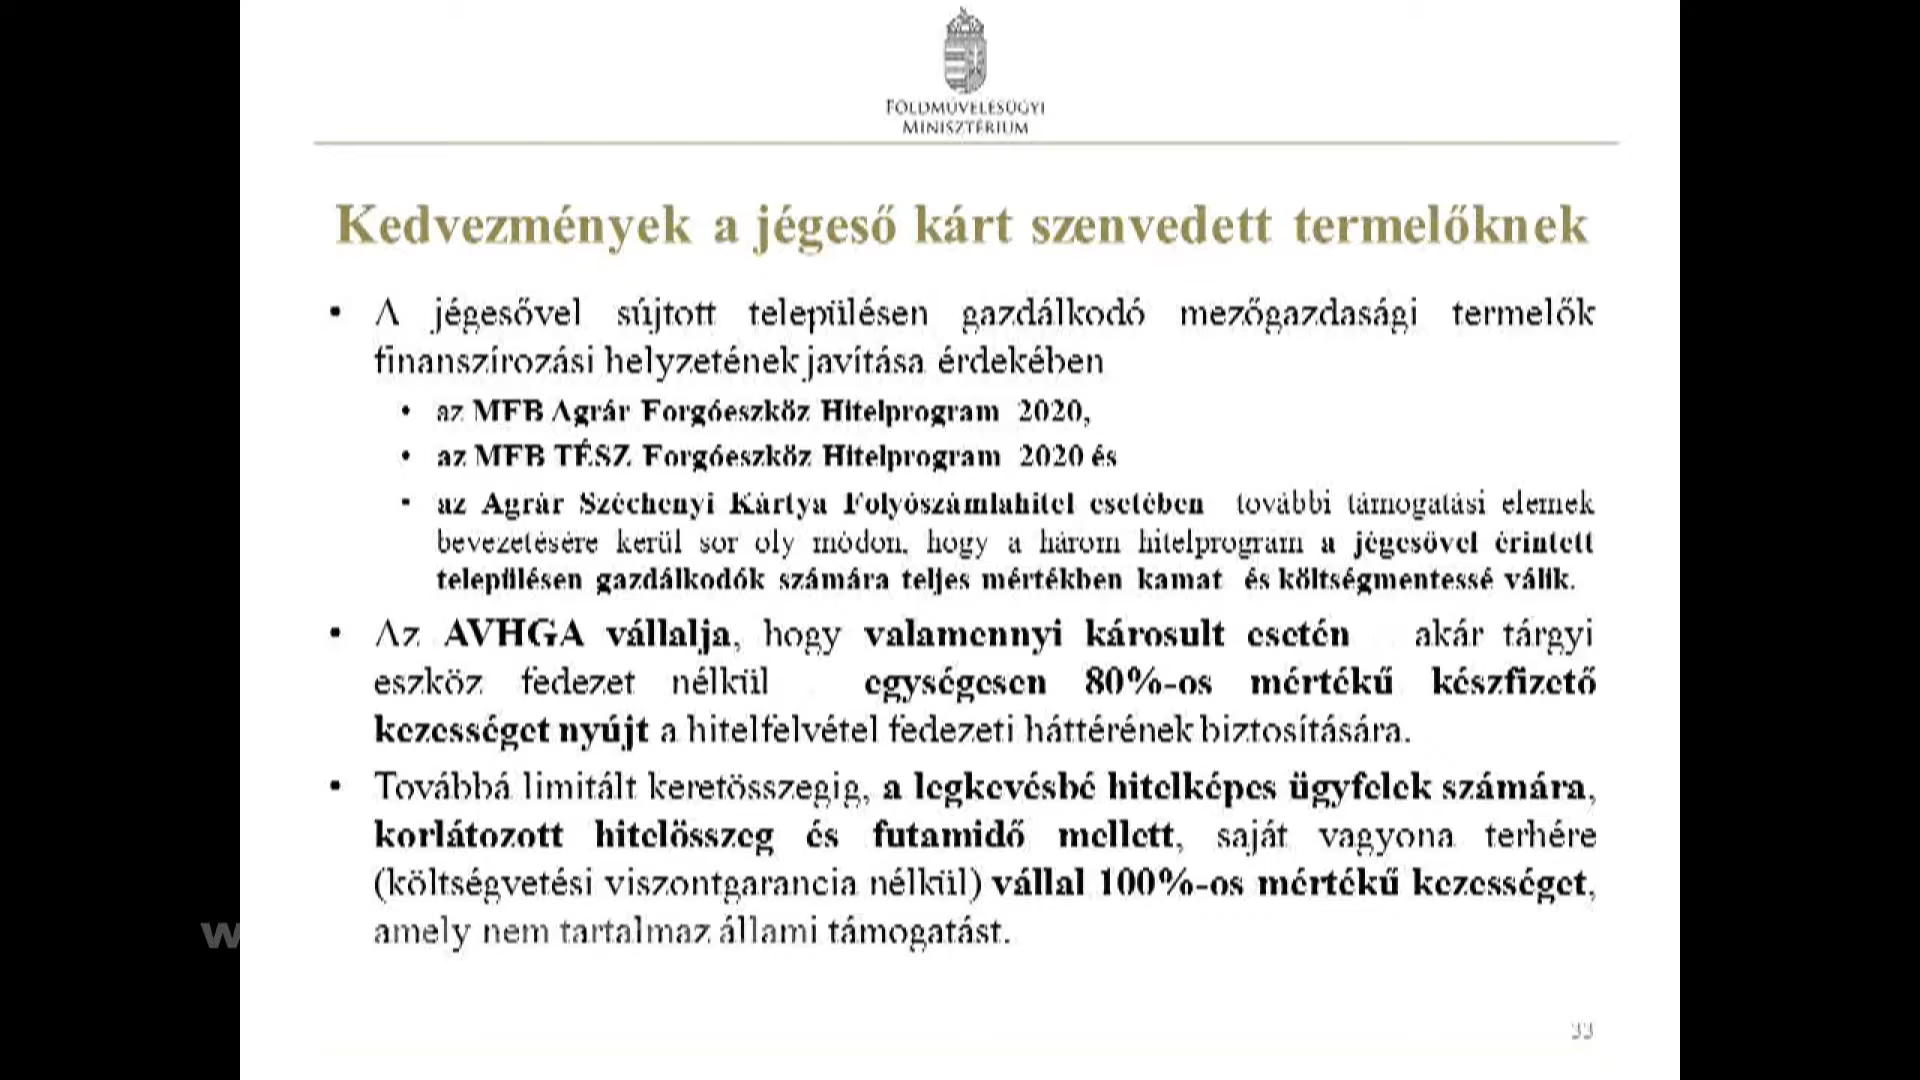 FÖLDMŰVELÉSÜGYI
MINISZTÉRIUM
Kedvezmények a jégeső kárt szenvedett termelőknek
• A jégesővel sújtott településen gazdálkodó mezőgazdasági termelők
finanszírozási helyzetének javítása érdekében
• az MFB Agrár Forgóeszköz Hitelprogram 2020,
• az MFB TÉSZ Forgóeszköz Hitelprogram 2020 és
• az Agrár Széchenyi Kártya Folyószámlahitel esetében további támogatási elemek
bevezetésére kerül sor oly módon, hogy a három hitelprogram a jégesővel érintett
településen gazdálkodók számára teljes mértékben kamat és költségmentessé válik.
• Az AVHGA vállalja, hogy valamennyi károsult esetén akár tárgyi
eszköz fedezet nélkül egységesen 80%-os mértékű készfizető
kezességet nyújt a hitelfelvétel fedezeti hátterének biztosítására.
• Továbbá limitált keretösszegig, a legkevésbé hitelképes ügyfelek számára,
korlátozott hitelösszeg és futamidő mellett, saját vagyona terhére
(költségvetési viszontgarancia nélkül) vállal 100%-os mértékű kezességet,
amely nem tartalmaz állami támogatást.
w
33